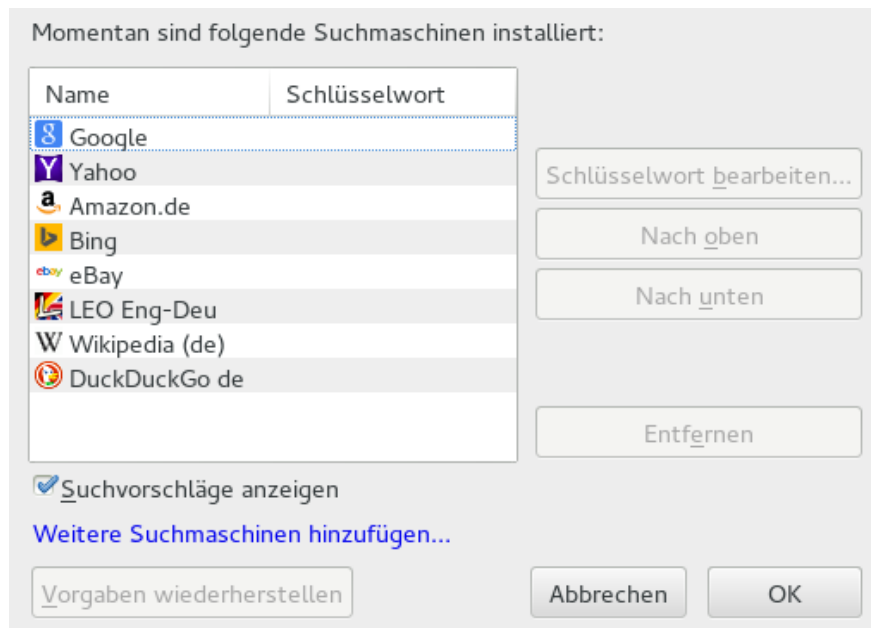 Momentan sind folgende Suchmaschinen installiert:
Name Schlüsselwort
Google
Yahoo
Amazon.de
Bing
eBay
LEO Eng-Deu
Wikipedia (de)
DuckDuckGo de
Schlüsselwort bearbeiten...
Nach oben
Nach unten
Entfernen
Suchvorschläge anzeigen
Weitere Suchmaschinen hinzufügen...
Vorgaben wiederherstellen
Abbrechen
OK